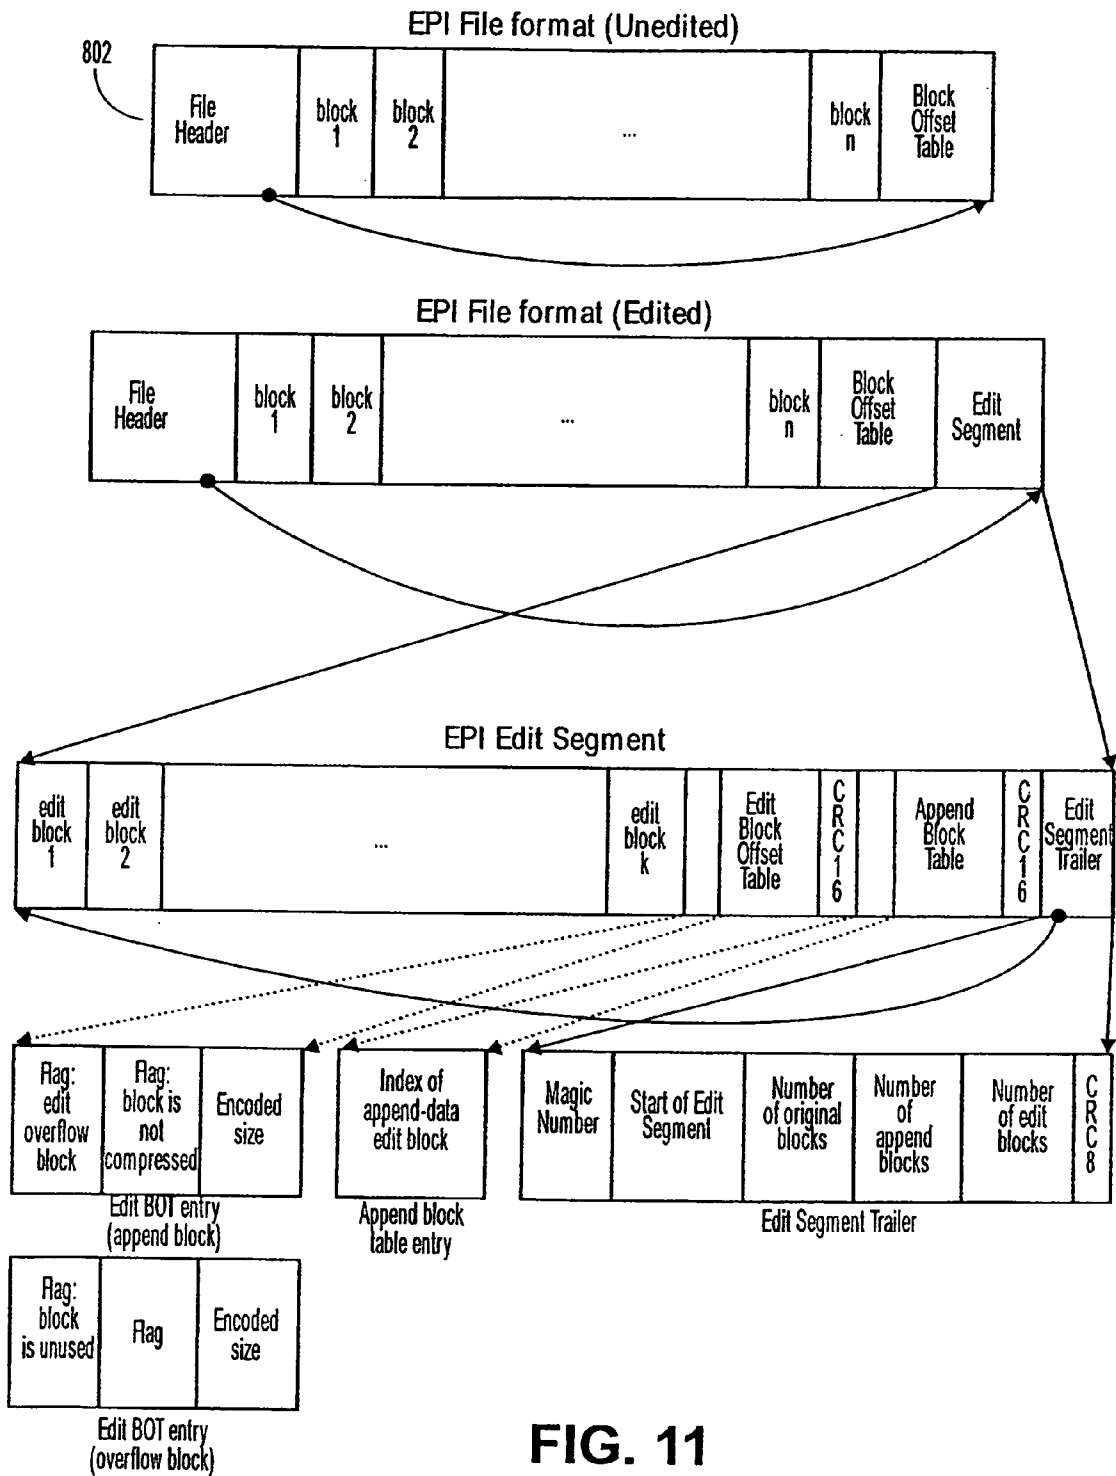 EPI File format (Unedited)
802
File
Header
block
1
block
2
...
block
n
Block
Offset
Table
EPI File format (Edited)
File
Header
block
1
block
2
...
block
n
Block
Offset
Table
Edit
Segment
EPI Edit Segment
edit
block
1
edit
block
2
...
edit
block
k
Edit
Block
Offset
Table
C
R
C
1
6
Append
Block
Table
C
R
C
1
6
Edit
Segment
Trailer
Flag:
edit
overflow
block
Flag:
block is
not
compressed
Encoded
size
Edit BOT entry
(append block)
Index of
append-data
edit block
Append block
table entry
Magic
Number
Start of Edit
Segment
Number
of original
blocks
Number
of
append
blocks
Number
of edit
blocks
C
R
C
8
Edit Segment Trailer
Flag:
block
is unused
Flag
Encoded
size
Edit BOT entry
(overflow block)
FIG. 11